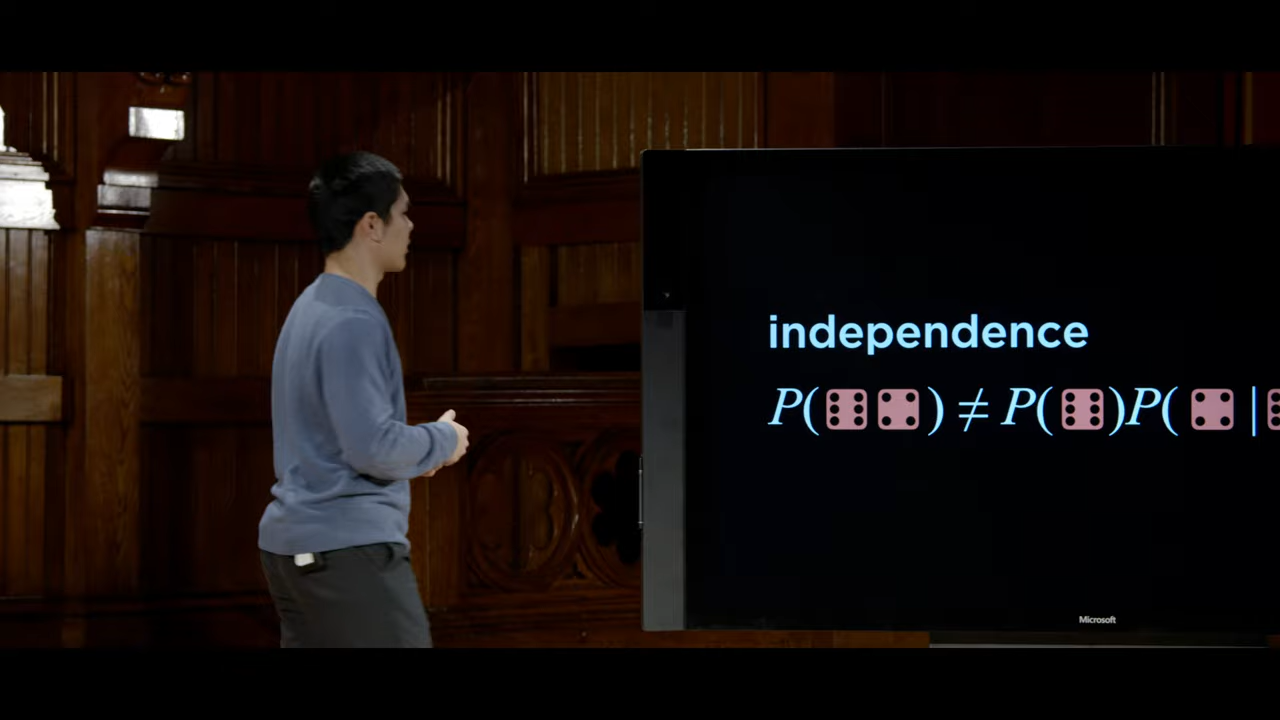 independence
P( ⚅ ⚃ ) ≠ P( ⚅ )P( ⚃ | ⚅
Microsoft